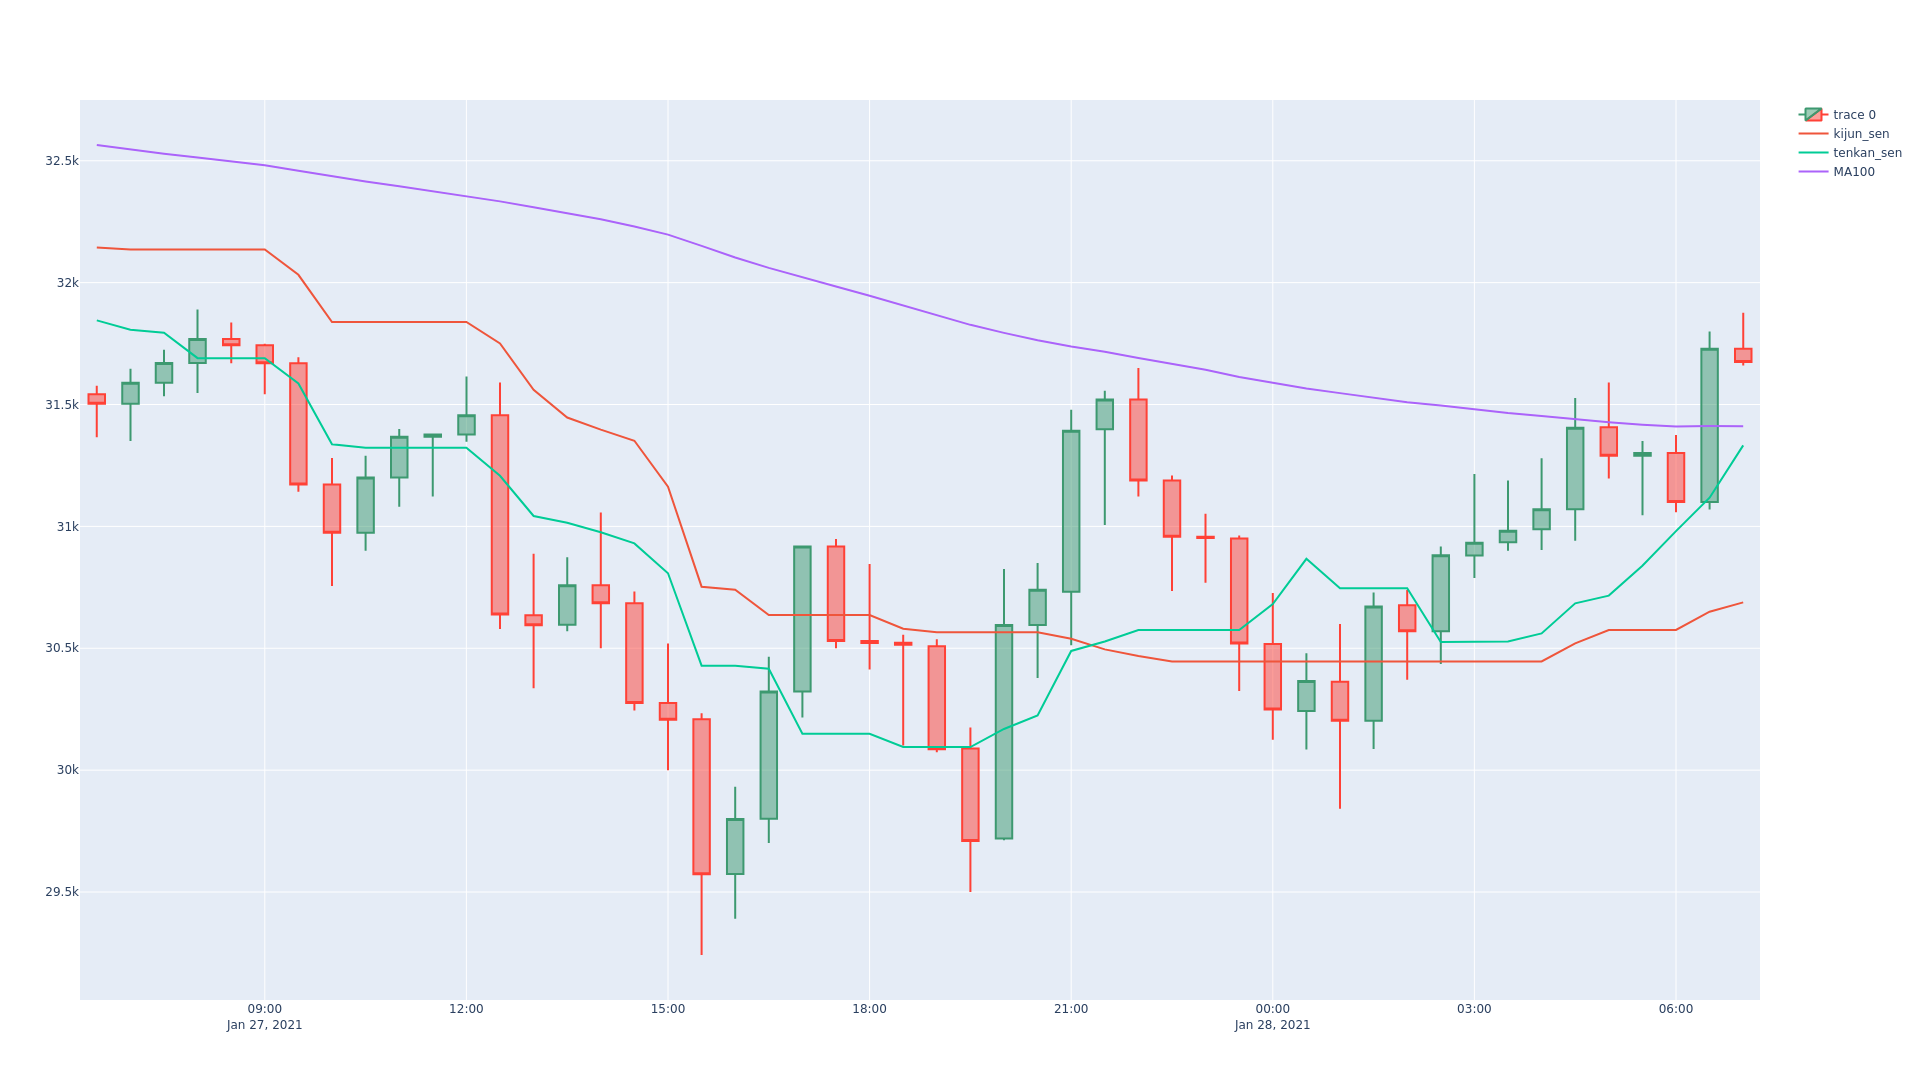 trace 0
kijun_sen
tenkan_sen
MA100
32.5k
32k
31.5k
31k
30.5k
30k
29.5k
09:00 12:00 15:00 18:00 21:00 00:00 03:00 06:00
Jan 27, 2021 Jan 28, 2021